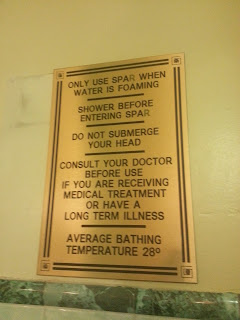 ONLY USE SPAR WHEN
WATER IS FOAMING
SHOWER BEFORE
ENTERING SPAR
DO NOT SUBMERGE
YOUR HEAD
CONSULT YOUR DOCTOR
BEFORE USE
IF YOU ARE RECEIVING
MEDICAL TREATMENT
OR HAVE A
LONG TERM ILLNESS
AVERAGE BATHING
TEMPERATURE 28º